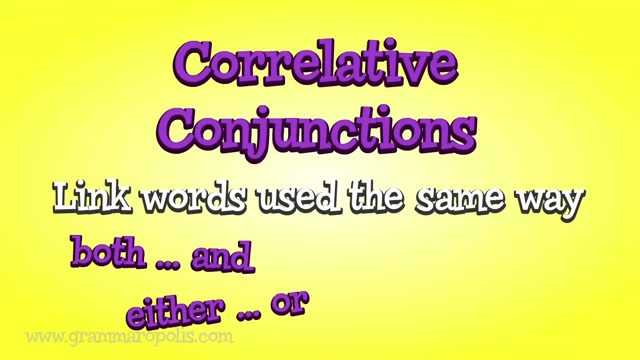 Correlative
Conjunctions
Link words used the same way
both ... and
either ... or
www.grammaropolis.com